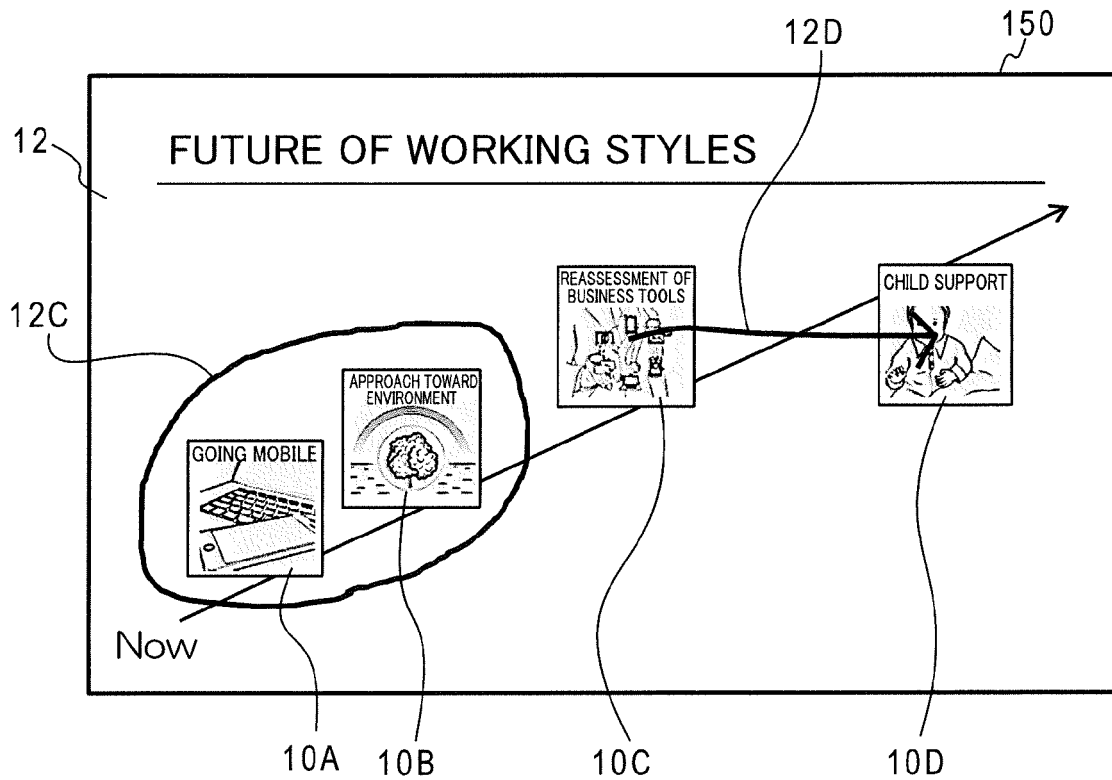 12D
150
12
FUTURE OF WORKING STYLES
12C
REASSESSMENT OF
BUSINESS TOOLS
CHILD SUPPORT
APPROACH TOWARD
ENVIRONMENT
GOING MOBILE
Now
10A
10B
10C
10D